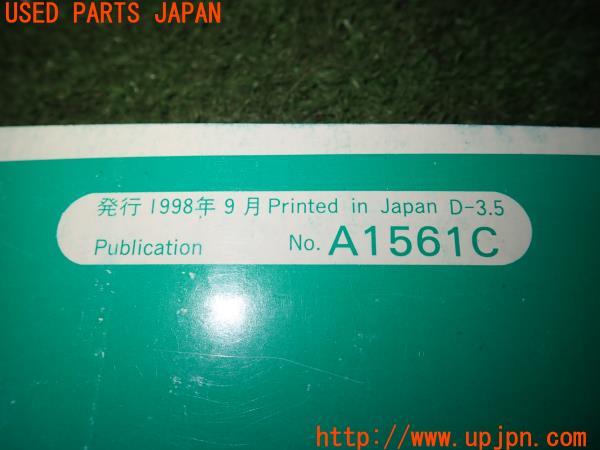 USED PARTS JAPAN
発行 1998年 9 月 Printed in Japan D-3.5
Publication No. A1561C
http://www.upjpn.com/